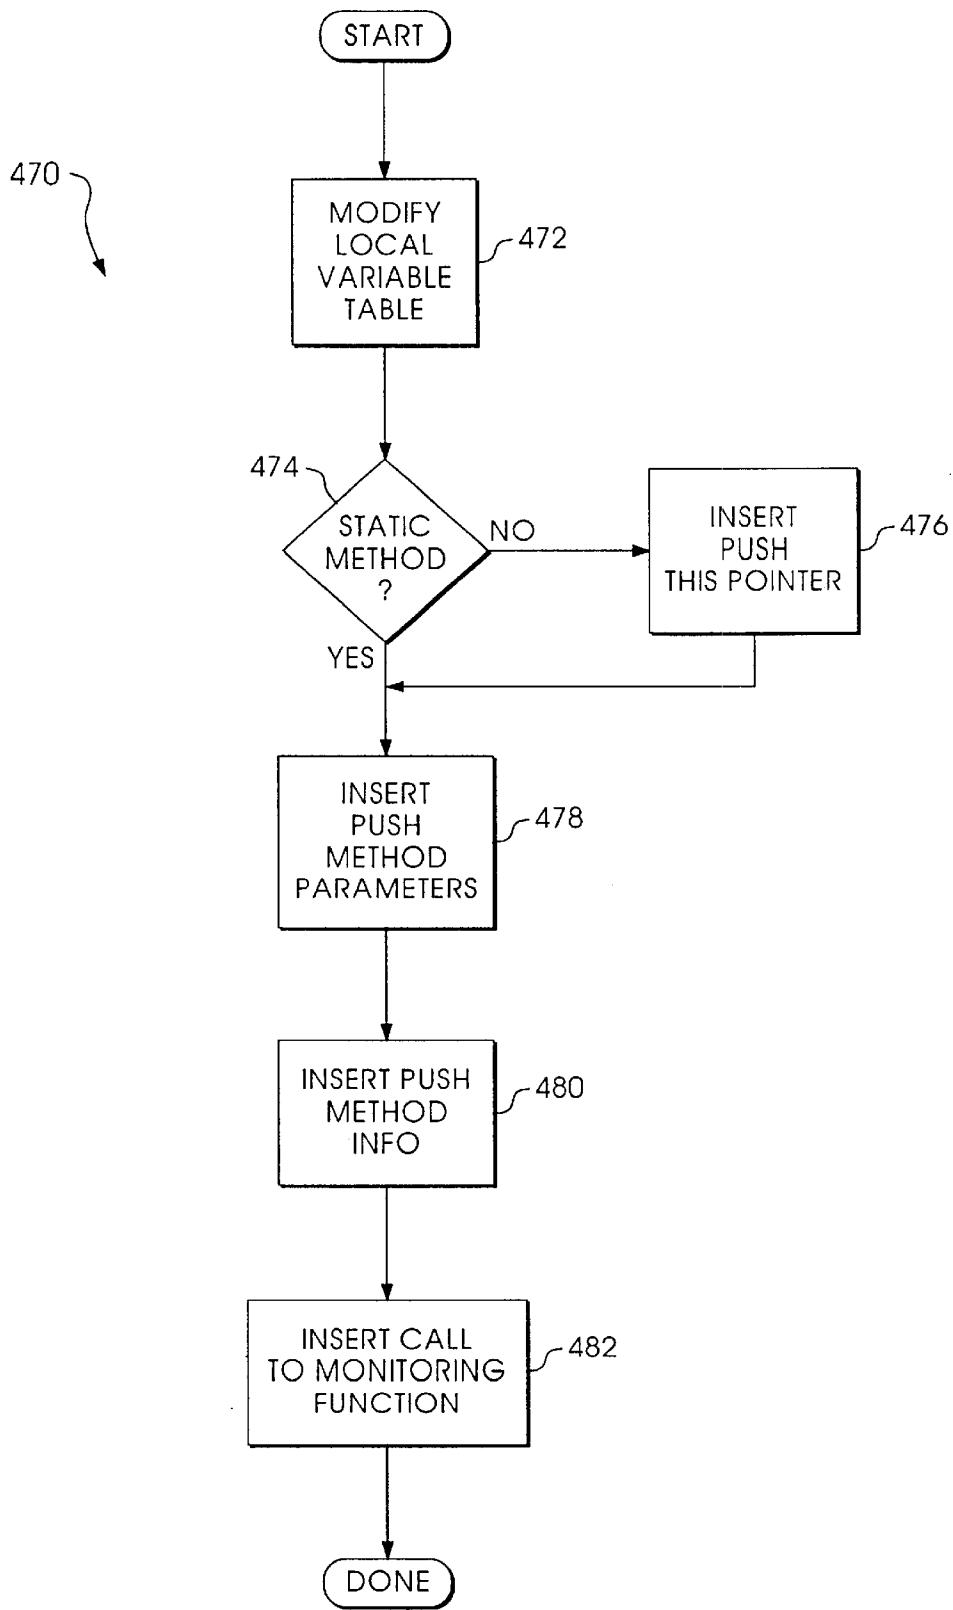 START
470
MODIFY
LOCAL
VARIABLE
TABLE
472
474
STATIC
METHOD
?
NO
INSERT
PUSH
THIS POINTER
476
YES
INSERT
PUSH
METHOD
PARAMETERS
478
INSERT PUSH
METHOD
INFO
480
INSERT CALL
TO MONITORING
FUNCTION
482
DONE